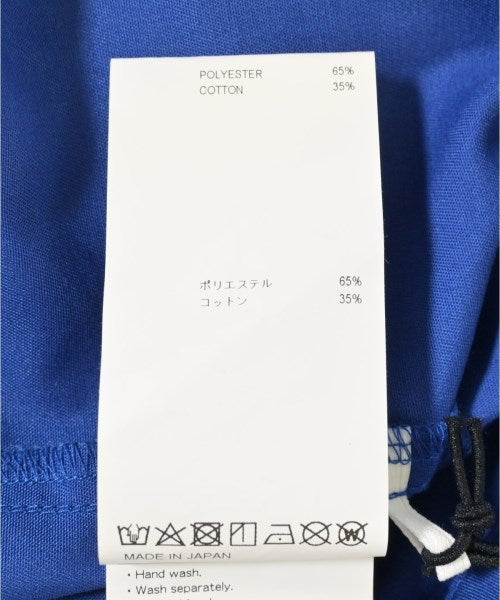 POLYESTER 65%
COTTON 35%
ポリエステル 65%
コットン 35%
MADE IN JAPAN
・Hand wash.
・Wash separately.